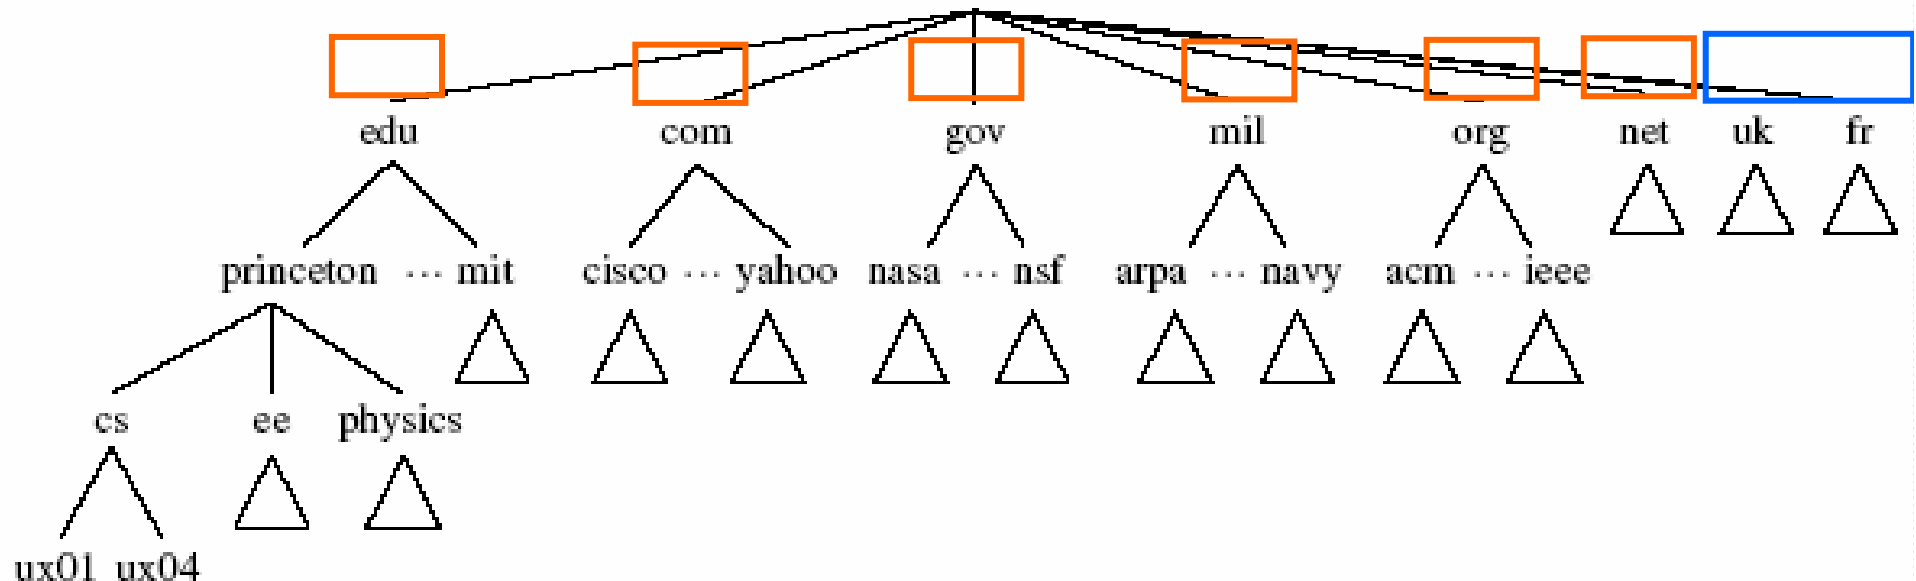 edu com gov mil org net uk fr
princeton ... mit cisco ... yahoo nasa ... nsf arpa ... navy acm ... ieee
cs ee physics
ux01 ux04